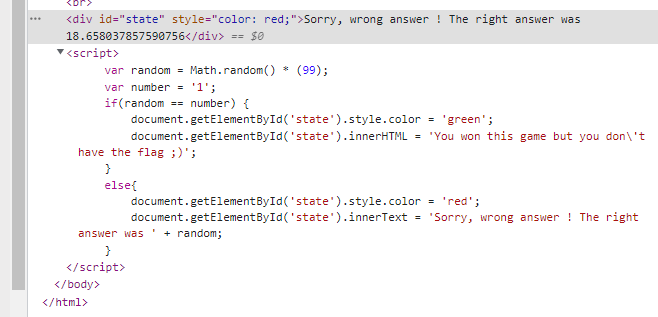 <br>
··· <div id="state" style="color: red;">Sorry, wrong answer ! The right answer was
18.658037857590756</div> == $0
▼<script>
var random = Math.random() * (99);
var number = '1';
if(random == number) {
document.getElementById('state').style.color = 'green';
document.getElementById('state').innerHTML = 'You won this game but you don\'t
have the flag ;)';
}
else{
document.getElementById('state').style.color = 'red';
document.getElementById('state').innerText = 'Sorry, wrong answer ! The right
answer was ' + random;
}
</script>
</body>
</html>